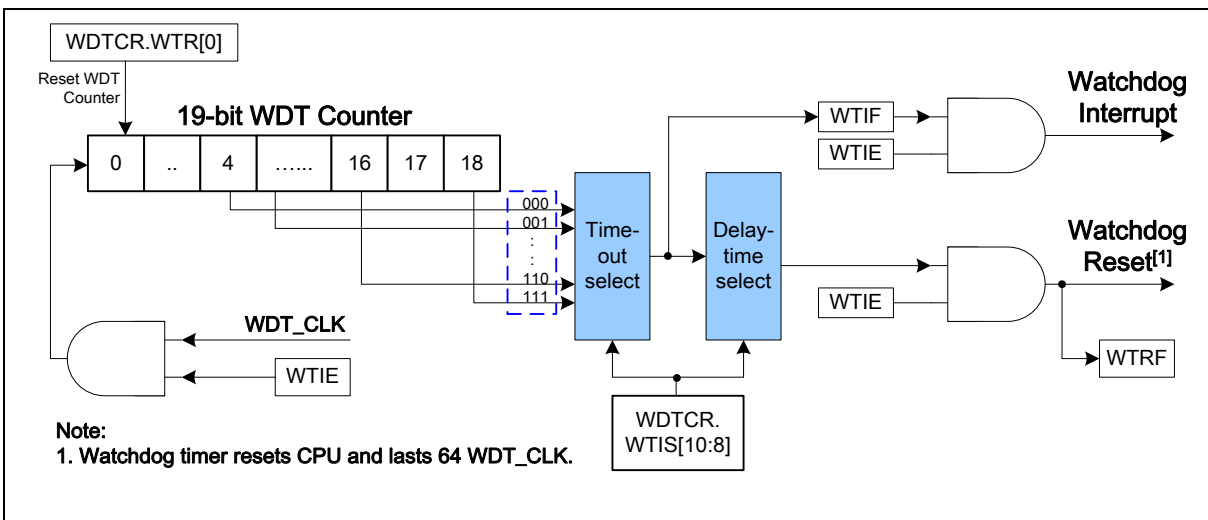 WDTCR.WTR[0]
Reset WDT
Counter
19-bit WDT Counter
0 .. 4 ...... 16 17 18
000
001
:
:
110
111
Time-
out
select
Delay-
time
select
WTIF
WTIE
Watchdog
Interrupt
Watchdog
Reset[1]
WTIE
WTRF
WDT_CLK
WTIE
WDTCR.
WTIS[10:8]
Note:
1. Watchdog timer resets CPU and lasts 64 WDT_CLK.